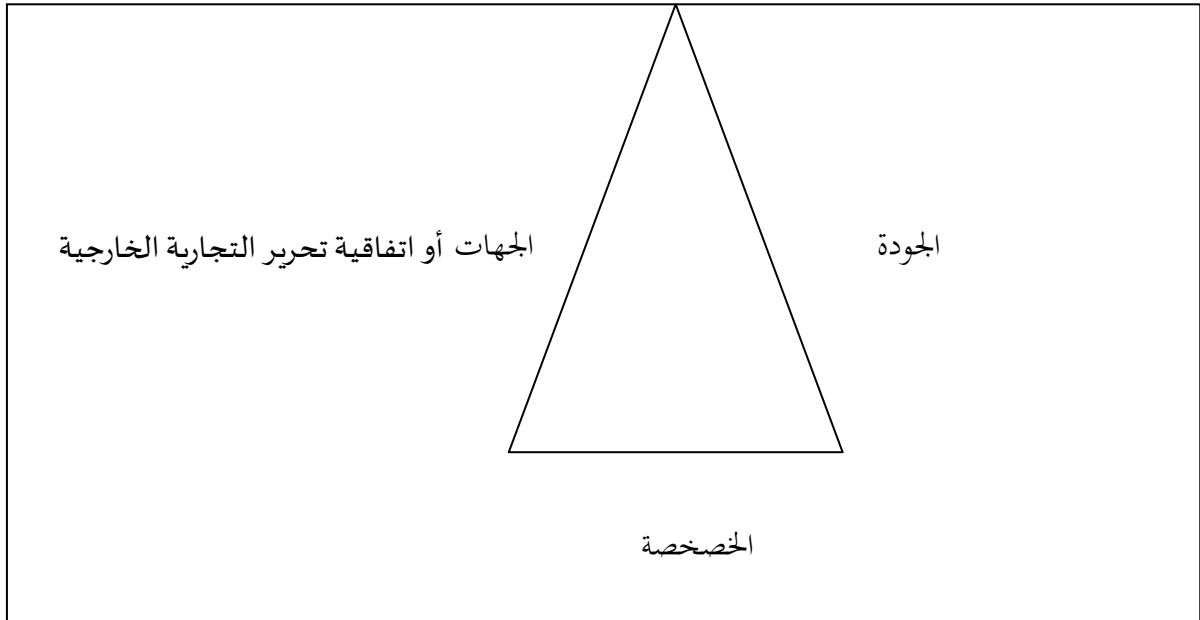 الجودة
الجهات أو اتفاقية تحرير التجارية الخارجية
الخصخصة